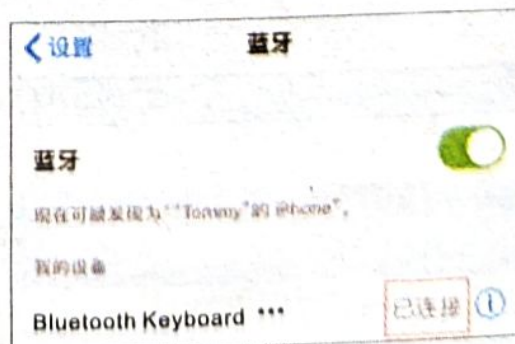 设置 蓝牙
蓝牙
现在可被发现为“"Tommy"的 @home”。
我的设备
Bluetooth Keyboard ••• 已连接